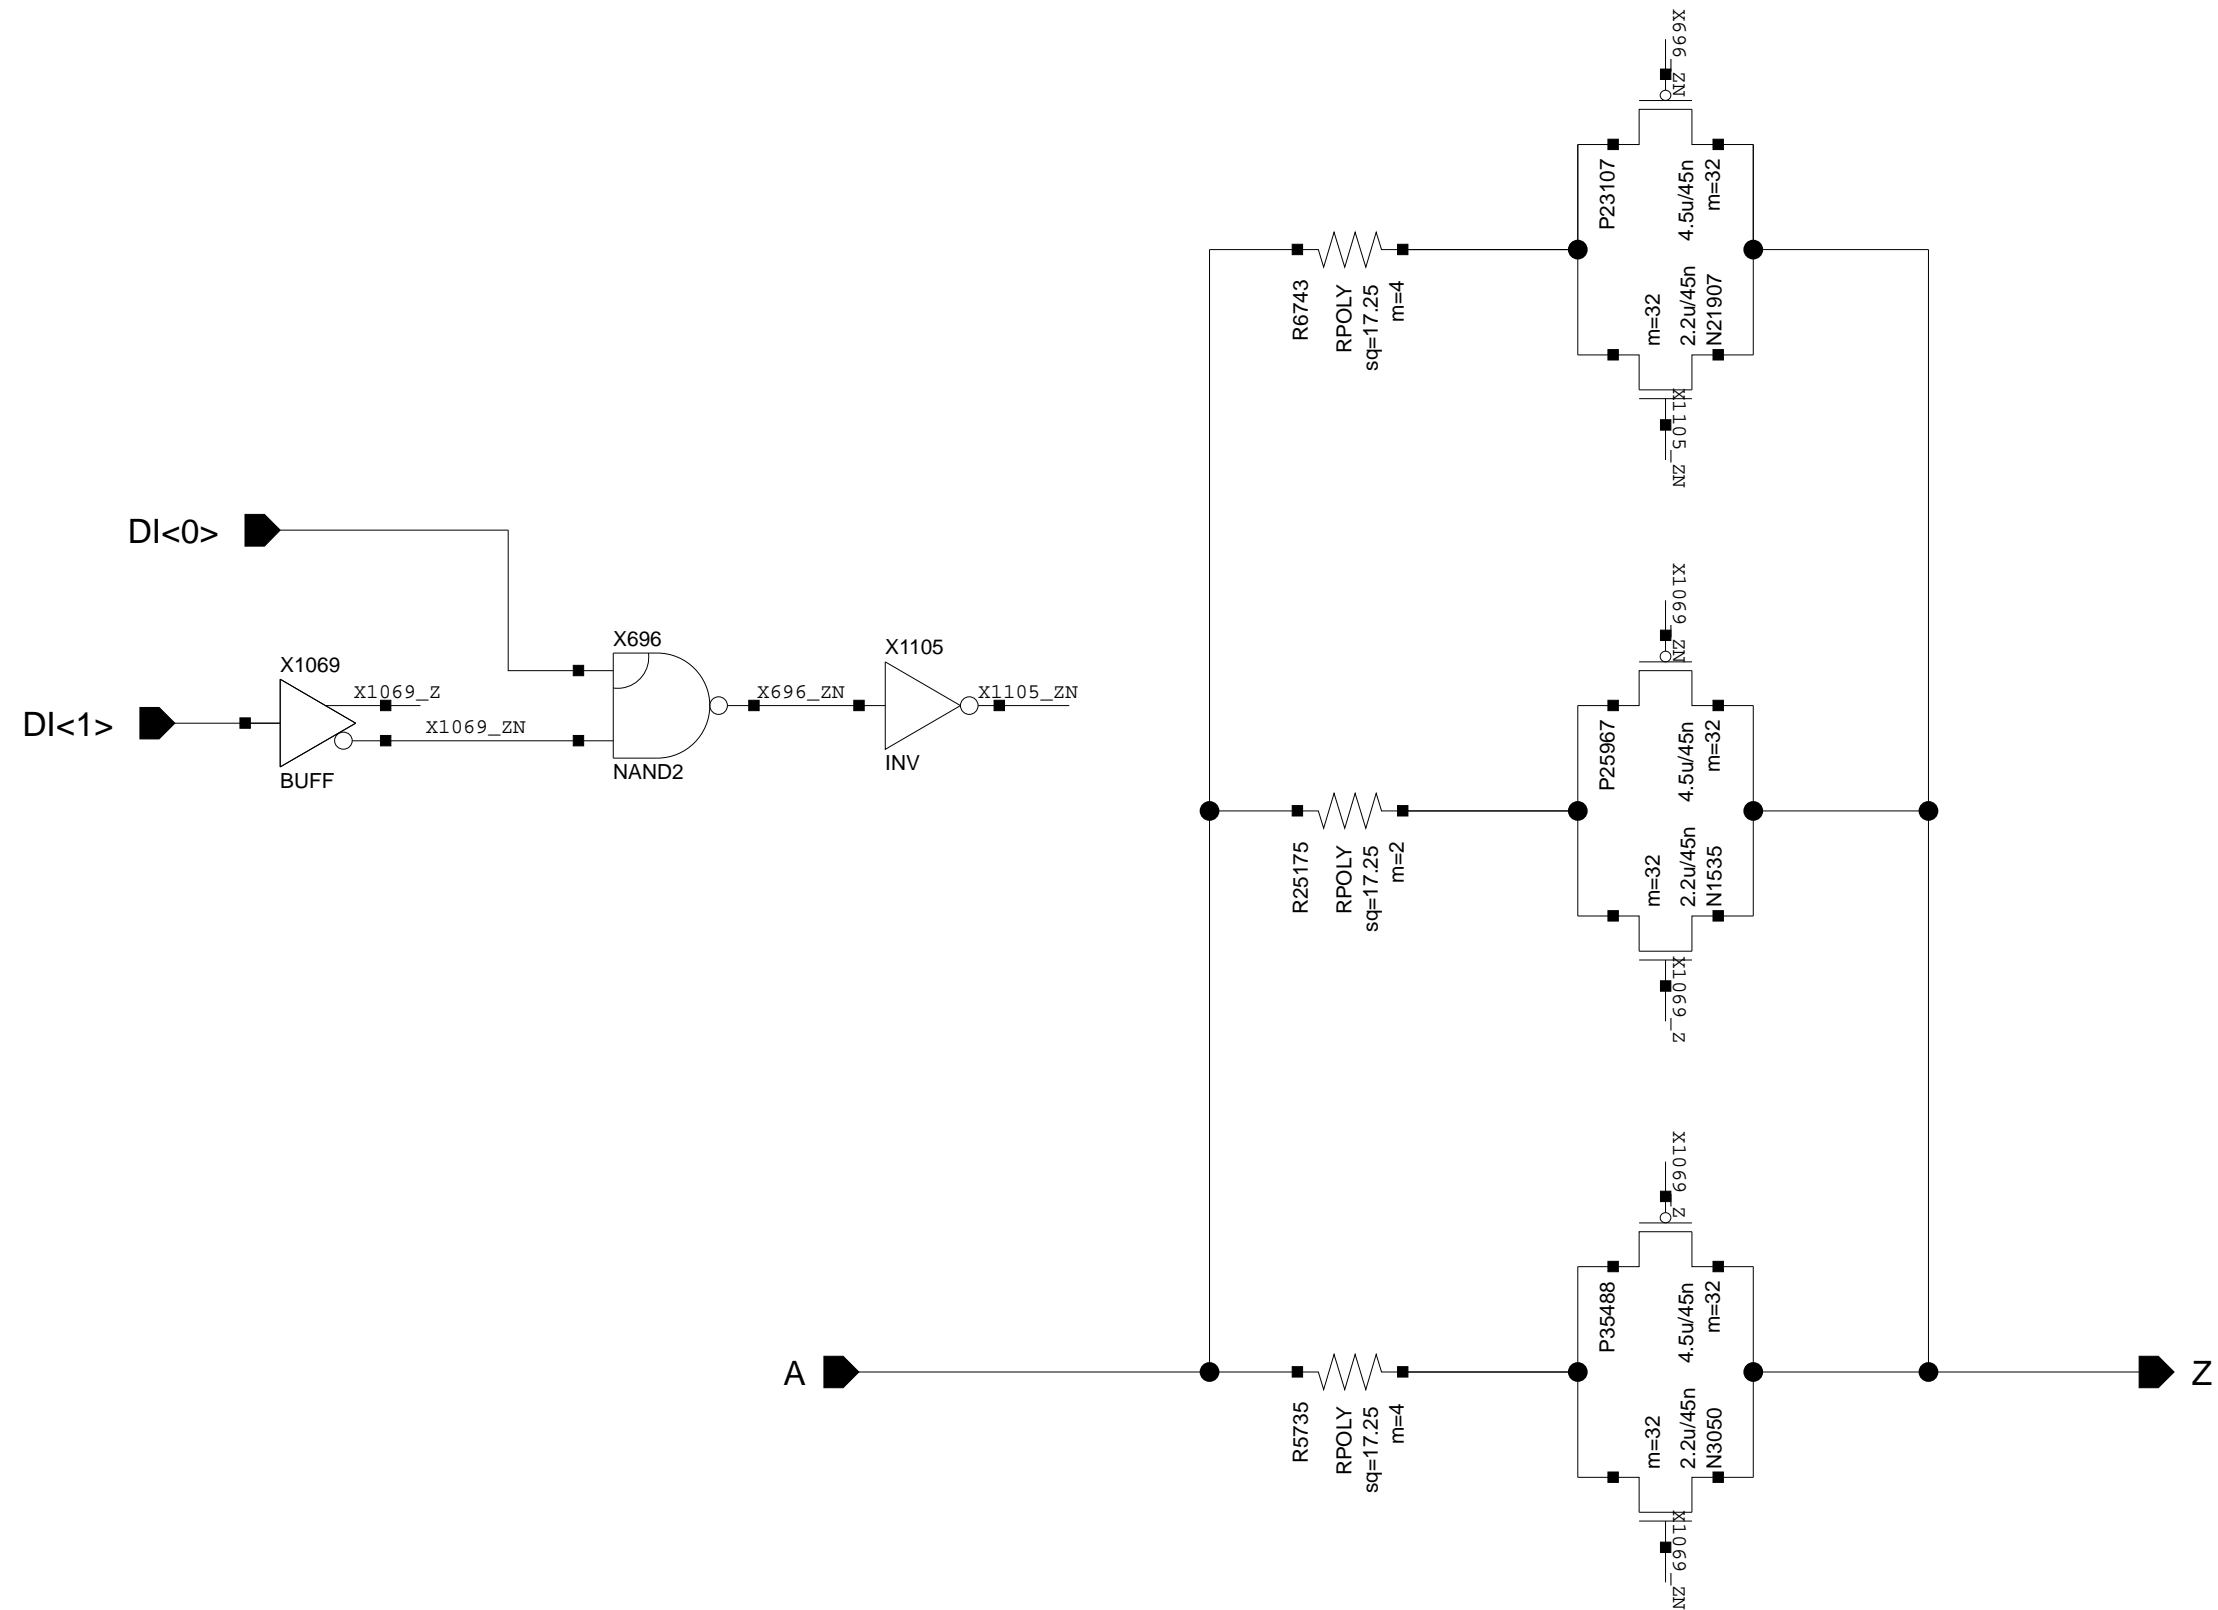 X696_ZN
P23107
4.5u/45n
m=32
m=32
2.2u/45n
N21907
X1105_ZN
R6743
RPOLY
sq=17.25
m=4
DI<0>
DI<1>
X1069
X1069_Z
X1069_ZN
BUFF
X696
NAND2
X696_ZN
X1105
INV
X1105_ZN
X1069_ZN
P25967
4.5u/45n
m=32
m=32
2.2u/45n
N1535
X1069_Z
R25175
RPOLY
sq=17.25
m=2
X1069_Z
P35488
4.5u/45n
m=32
A
Z
m=32
2.2u/45n
N3050
X1069_ZN
R5735
RPOLY
sq=17.25
m=4